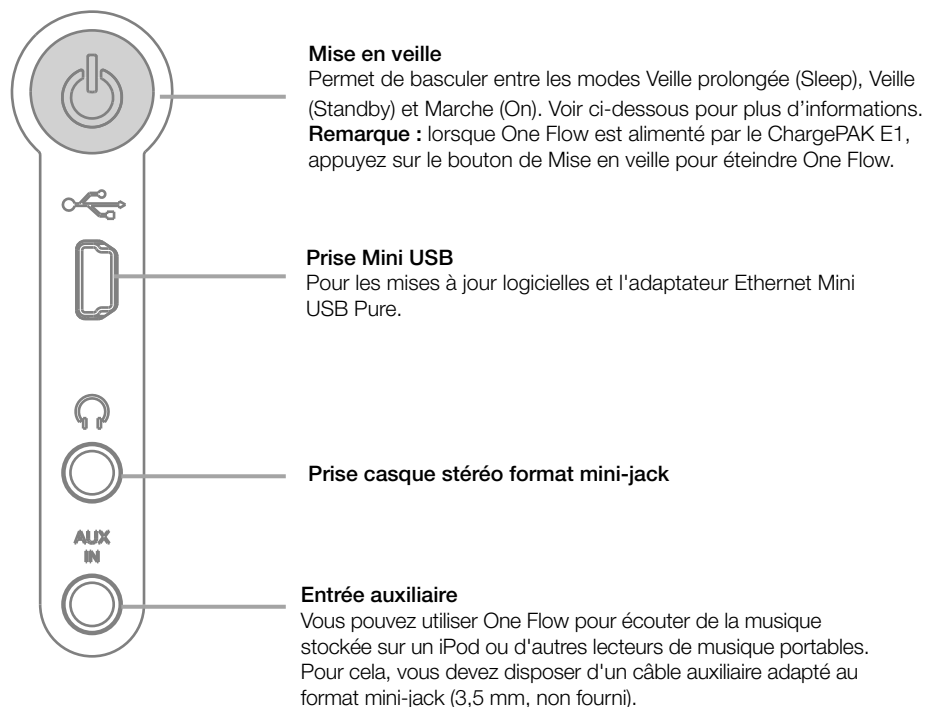 Mise en veille
Permet de basculer entre les modes Veille prolongée (Sleep), Veille
(Standby) et Marche (On). Voir ci-dessous pour plus d’informations.
Remarque : lorsque One Flow est alimenté par le ChargePAK E1,
appuyez sur le bouton de Mise en veille pour éteindre One Flow.
Prise Mini USB
Pour les mises à jour logicielles et l'adaptateur Ethernet Mini
USB Pure.
Prise casque stéréo format mini-jack
AUX
IN
Entrée auxiliaire
Vous pouvez utiliser One Flow pour écouter de la musique
stockée sur un iPod ou d'autres lecteurs de musique portables.
Pour cela, vous devez disposer d'un câble auxiliaire adapté au
format mini-jack (3,5 mm, non fourni).